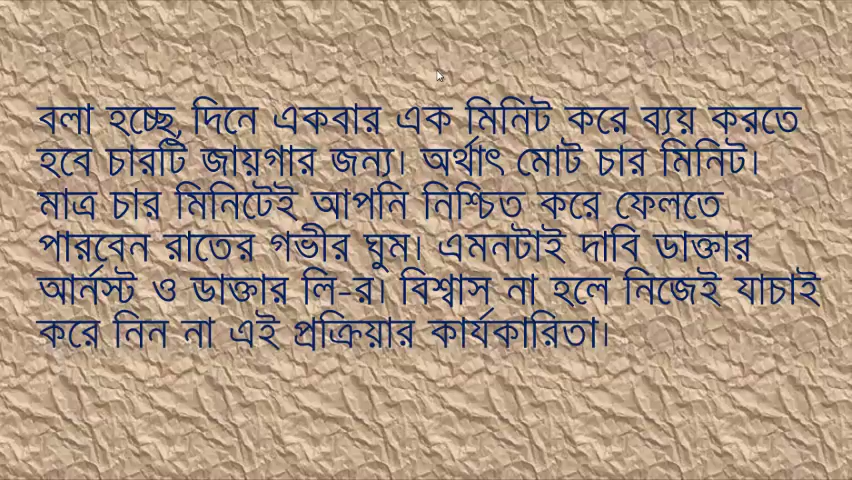 বলা হচ্ছে, দিনে একবার এক মিনিট করে ব্যয় করতে
হবে চারটি জায়গার জন্য। অর্থাৎ মোট চার মিনিট।
মাত্র চার মিনিটেই আপনি নিশ্চিত করে ফেলতে
পারবেন রাতের গভীর ঘুম। এমনটাই দাবি ডাক্তার
আর্নস্ট ও ডাক্তার লি-র। বিশ্বাস না হলে নিজেই যাচাই
করে নিন না এই প্রক্রিয়ার কার্যকারিতা।